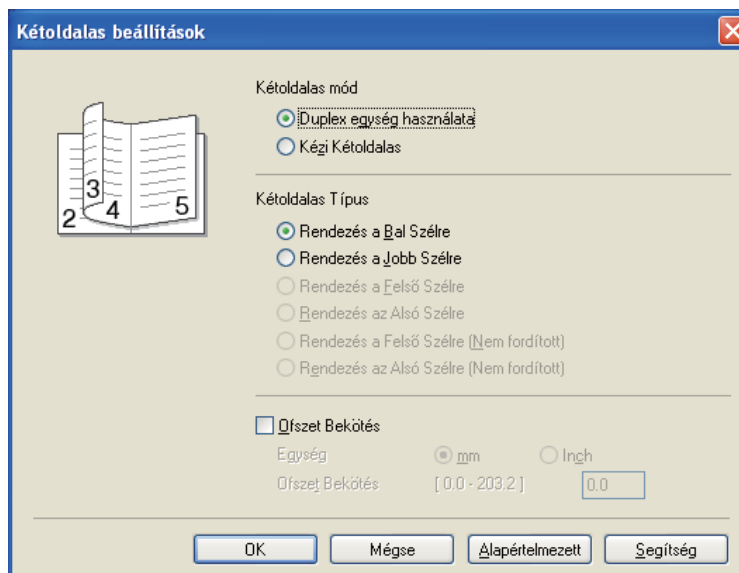 Kétoldalas beállítások
2 3 4 5
Kétoldalas mód
Duplex egység használata
Kézi Kétoldalas
Kétoldalas Típus
Rendezés a Bal Szélre
Rendezés a Jobb Szélre
Rendezés a Felső Szélre
Rendezés az Alsó Szélre
Rendezés a Felső Szélre (Nem fordított)
Rendezés az Alsó Szélre (Nem fordított)
Ofszet Bekötés
Egység mm Inch
Ofszet Bekötés [ 0.0 - 203.2 ] 0.0
OK Mégse Alapértelmezett Segítség